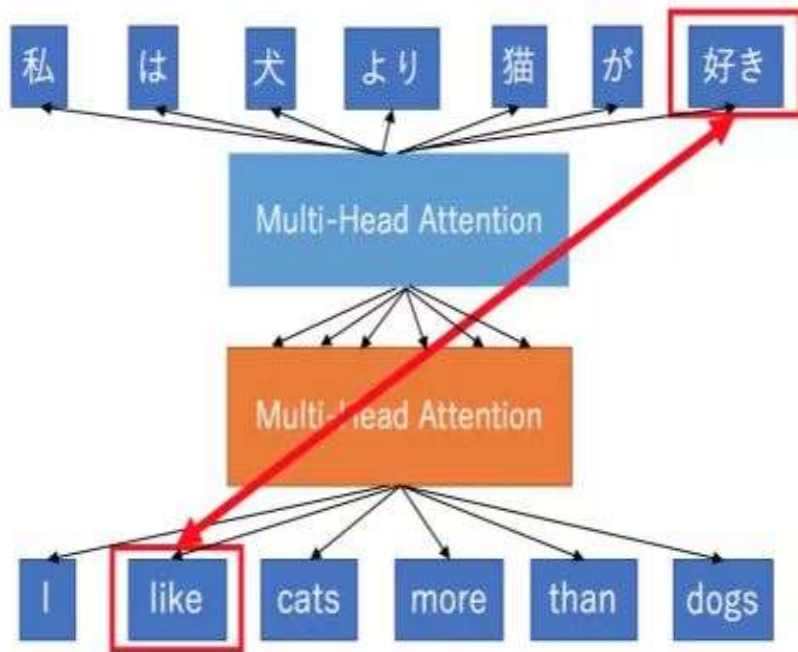 私 は 犬 より 猫 が 好き
Multi-Head Attention
Multi-Head Attention
I like cats more than dogs